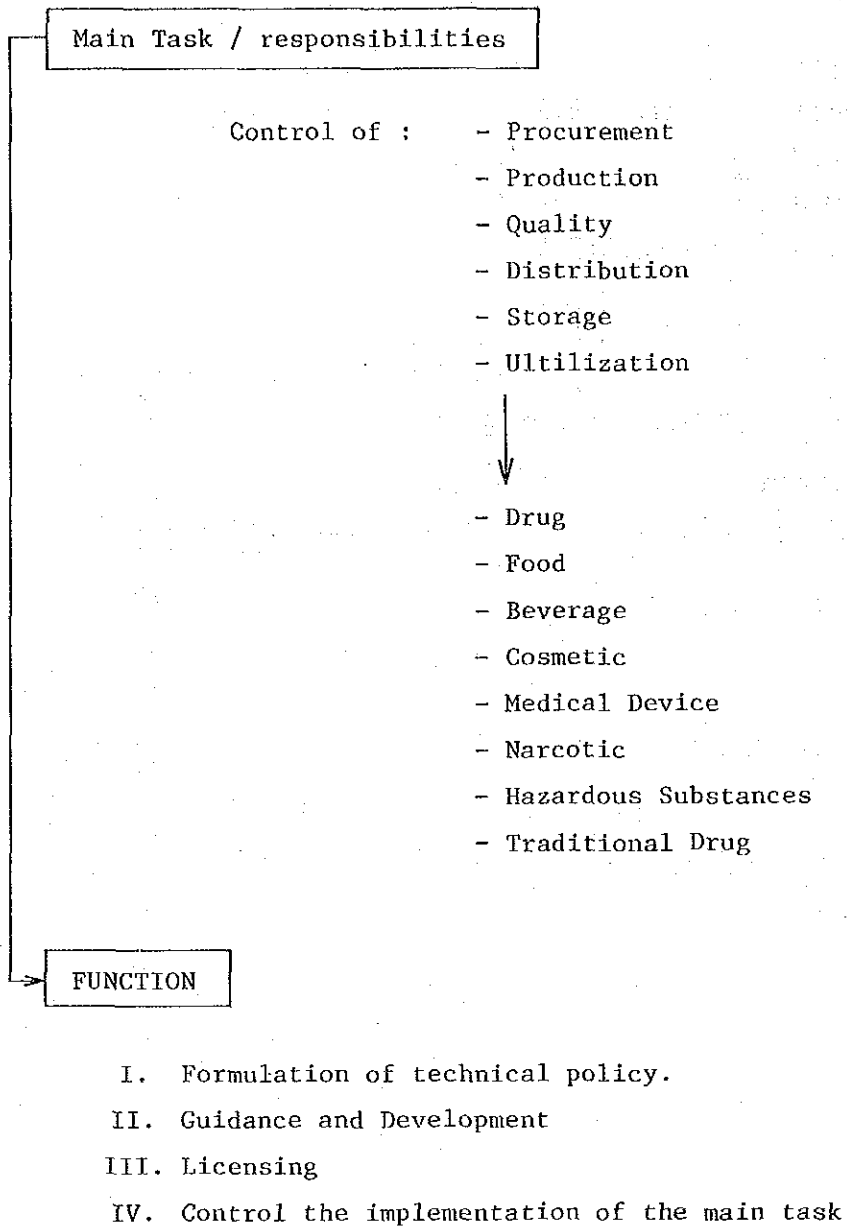 Main Task / responsibilities
Control of : - Procurement
- Production
- Quality
- Distribution
- Storage
- Ultilization
- Drug
- Food
- Beverage
- Cosmetic
- Medical Device
- Narcotic
- Hazardous Substances
- Traditional Drug
FUNCTION
I. Formulation of technical policy.
II. Guidance and Development
III. Licensing
IV. Control the implementation of the main task